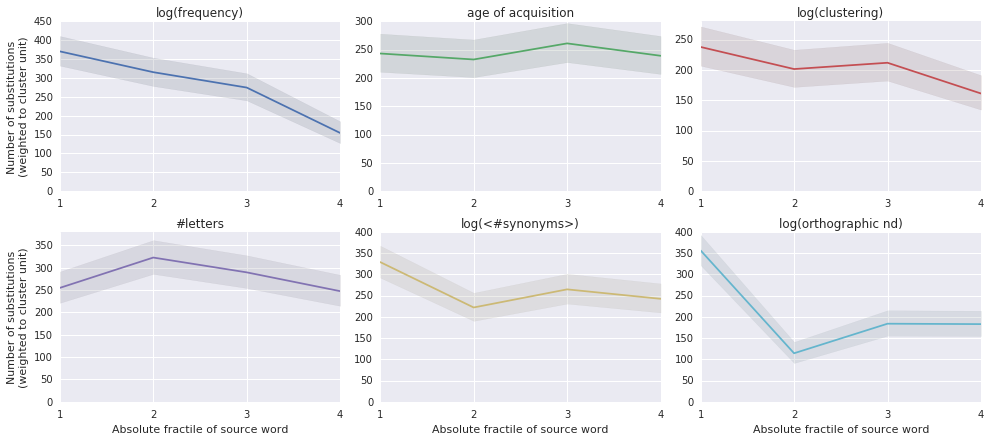 log(frequency)
450
400
350
300
250
200
150
100
50
0
1 2 3 4
Number of substitutions
(weighted to cluster unit)
age of acquisition
300
250
200
150
100
50
0
1 2 3 4
log(clustering)
250
200
150
100
50
0
1 2 3 4
#letters
350
300
250
200
150
100
50
0
1 2 3 4
Number of substitutions
(weighted to cluster unit)
Absolute fractile of source word
log(<#synonyms>)
400
350
300
250
200
150
100
50
0
1 2 3 4
Absolute fractile of source word
log(orthographic nd)
400
350
300
250
200
150
100
50
0
1 2 3 4
Absolute fractile of source word